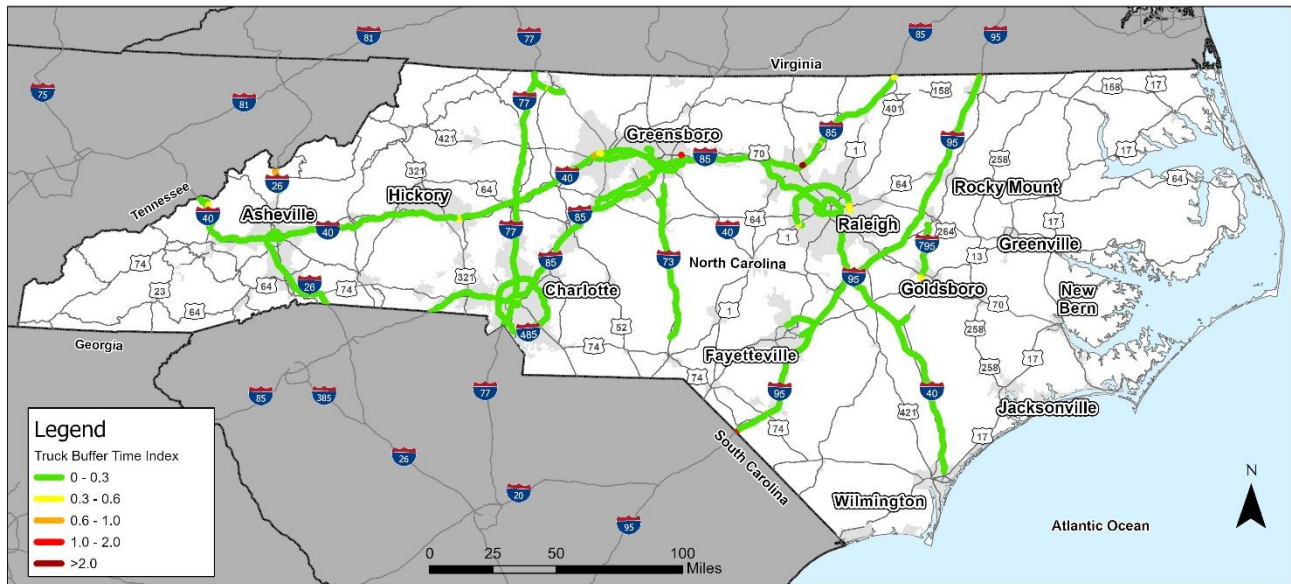 81
77
85
95
Virginia
75
81
77
401
158
158
17
421
Greensboro
85
1
95
26
321
Hickory
64
40
85
70
258
17
Tennessee
Rocky Mount
64
64
40
Asheville
40
85
64
40
Raleigh
1
264
17
Greenville
74
77
73
North Carolina
795
13
85
95
Goldsboro
New
Bern
23
64
64
26
74
321
Charlotte
1
70
485
52
258
17
Georgia
74
Fayetteville
74
258
85
385
77
95
40
Jacksonville
421
17
74
26
South Carolina
20
Wilmington
95
Atlantic Ocean
N
Legend
Truck Buffer Time Index
0 - 0.3
0.3 - 0.6
0.6 - 1.0
1.0 - 2.0
>2.0
0 25 50 100
Miles